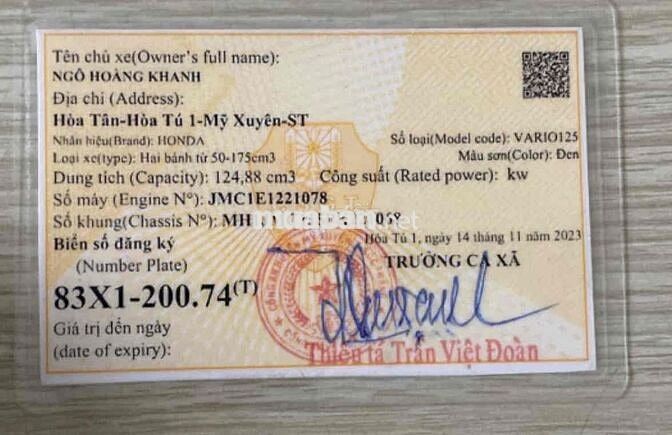 Tên chủ xe(Owner's full name):
NGÔ HOÀNG KHANH
Địa chỉ (Address):
Hòa Tân-Hòa Tú 1-Mỹ Xuyên-ST
Nhãn hiệu(Brand): HONDA
Số loại(Model code): VARIO125
Loại xe(type): Hai bánh từ 50-175cm3
Màu sơn(Color): Đen
Dung tích (Capacity): 124,88 cm3
Công suất (Rated power): kw
Số máy (Engine N°): JMC1E1221078
Số khung(Chassis N°): MH
Biển số đăng ký
Hòa Tú 1, ngày 14 tháng 11 năm 2023
(Number Plate)
TRƯỞNG CA XÃ
83X1-200.74(T)
Giá trị đến ngày
(date of expiry):
Thiếu tá Trần Việt Đoàn